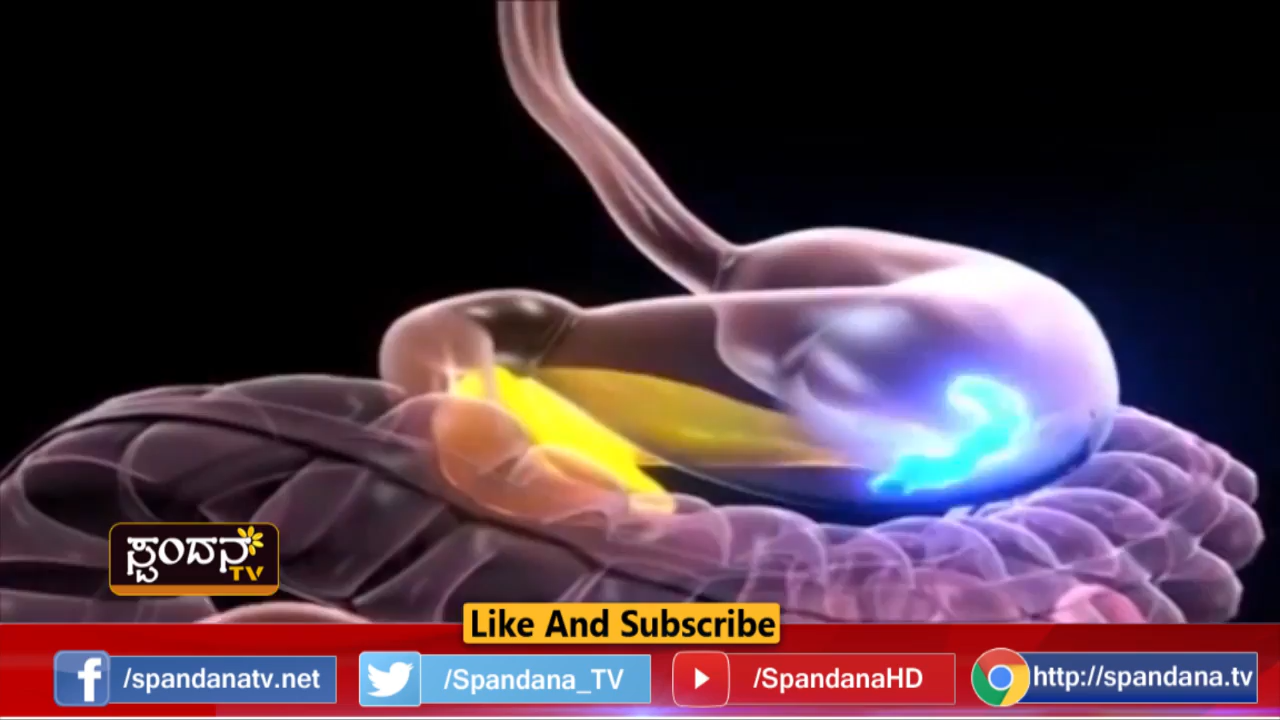 ಸ್ಪಂದನ
TV
Like And Subscribe
/spandanatv.net
/Spandana_TV
/SpandanaHD
http://spandana.tv